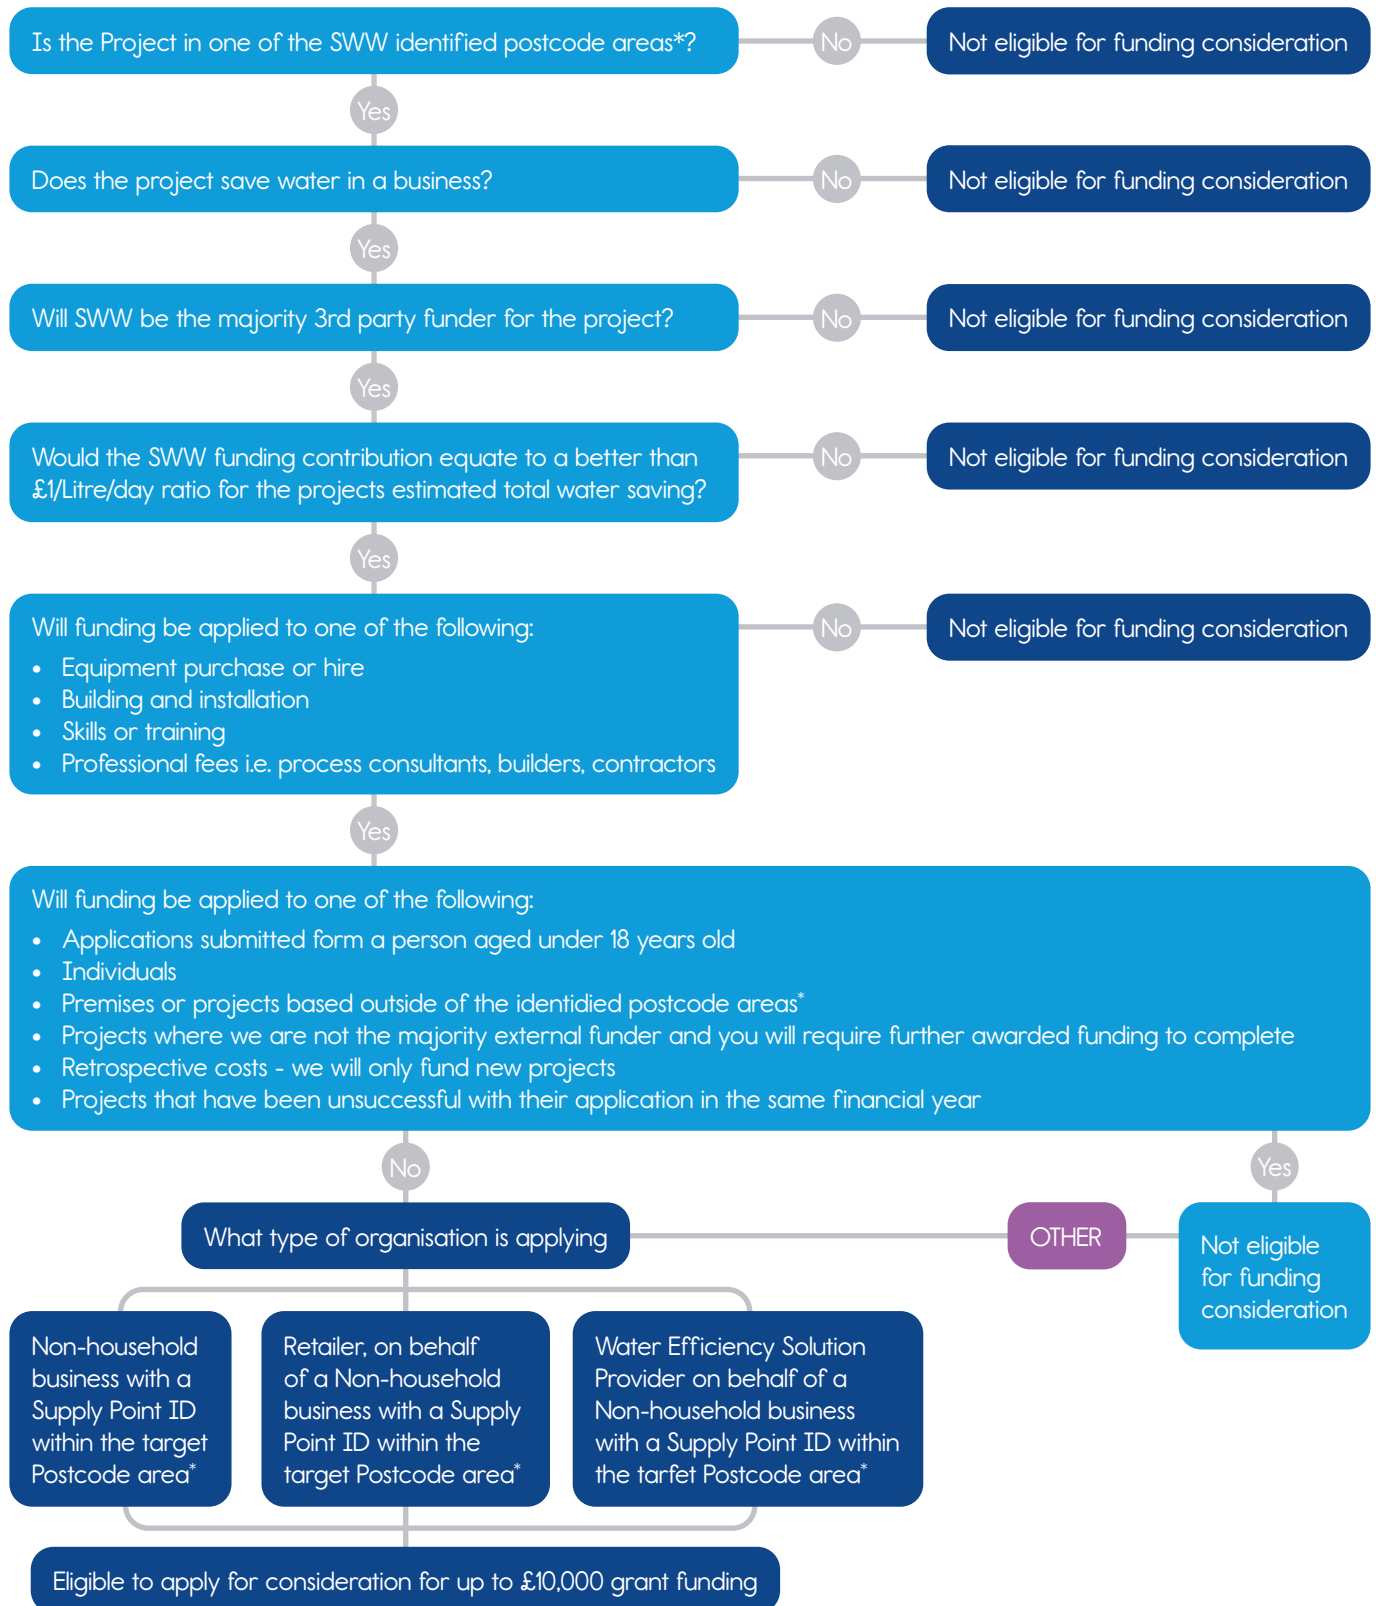 Is the Project in one of the SWW identified postcode areas*?
No
Not eligible for funding consideration
Yes
Does the project save water in a business?
No
Not eligible for funding consideration
Yes
Will SWW be the majority 3rd party funder for the project?
No
Not eligible for funding consideration
Yes
Would the SWW funding contribution equate to a better than
£1/Litre/day ratio for the projects estimated total water saving?
No
Not eligible for funding consideration
Yes
Will funding be applied to one of the following:
• Equipment purchase or hire
• Building and installation
• Skills or training
• Professional fees i.e. process consultants, builders, contractors
No
Not eligible for funding consideration
Yes
Will funding be applied to one of the following:
• Applications submitted form a person aged under 18 years old
• Individuals
• Premises or projects based outside of the identidied postcode areas*
• Projects where we are not the majority external funder and you will require further awarded funding to complete
• Retrospective costs - we will only fund new projects
• Projects that have been unsuccessful with their application in the same financial year
No
Yes
What type of organisation is applying
OTHER
Not eligible
for funding
consideration
Non-household
business with a
Supply Point ID
within the target
Postcode area*
Retailer, on behalf
of a Non-household
business with a Supply
Point ID within the
target Postcode area*
Water Efficiency Solution
Provider on behalf of a
Non-household business
with a Supply Point ID within
the tarfet Postcode area*
Eligible to apply for consideration for up to £10,000 grant funding